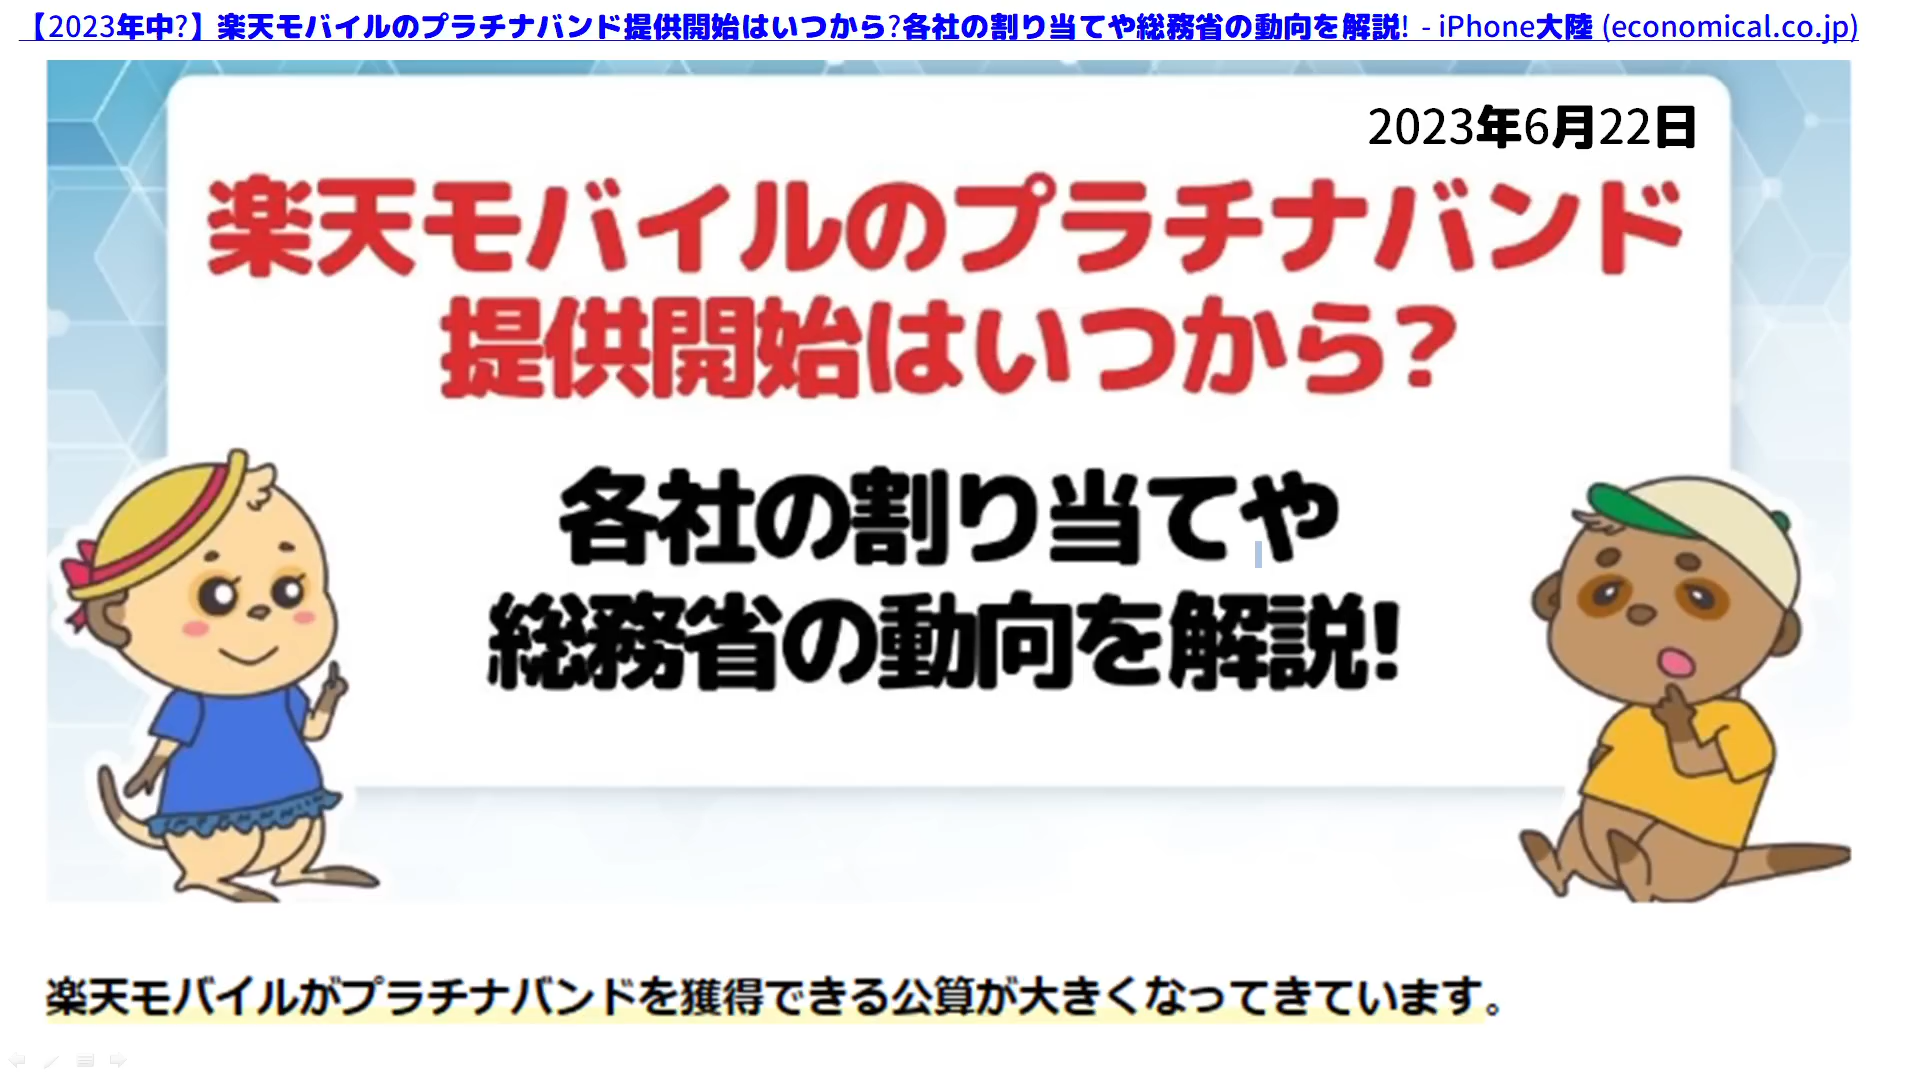 【2023年中?】楽天モバイルのプラチナバンド提供開始はいつから?各社の割り当てや総務省の動向を解説! - iPhone大陸 (economical.co.jp)
2023年6月22日
楽天モバイルのプラチナバンド
提供開始はいつから?
各社の割り当てや
総務省の動向を解説!
楽天モバイルがプラチナバンドを獲得できる公算が大きくなってきています。